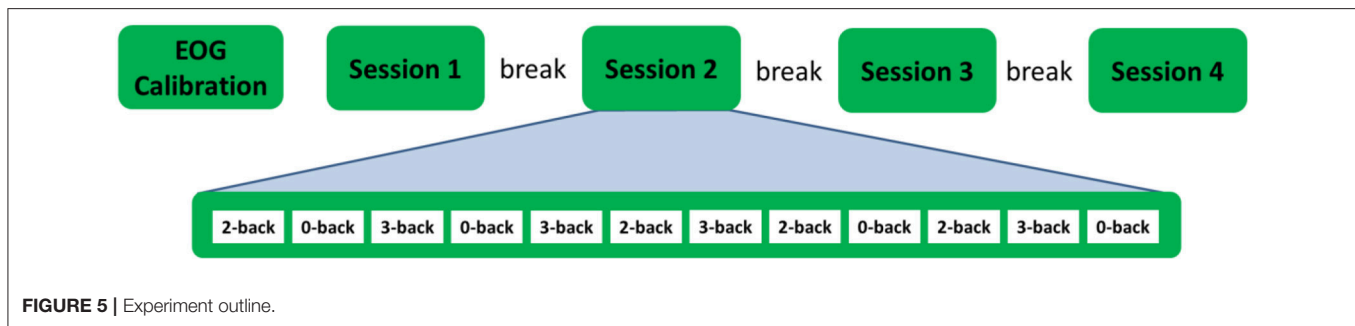 EOG Calibration
Session 1 break Session 2 break Session 3 break Session 4
2-back 0-back 3-back 0-back 3-back 2-back 3-back 2-back 0-back 2-back 3-back 0-back
FIGURE 5 | Experiment outline.